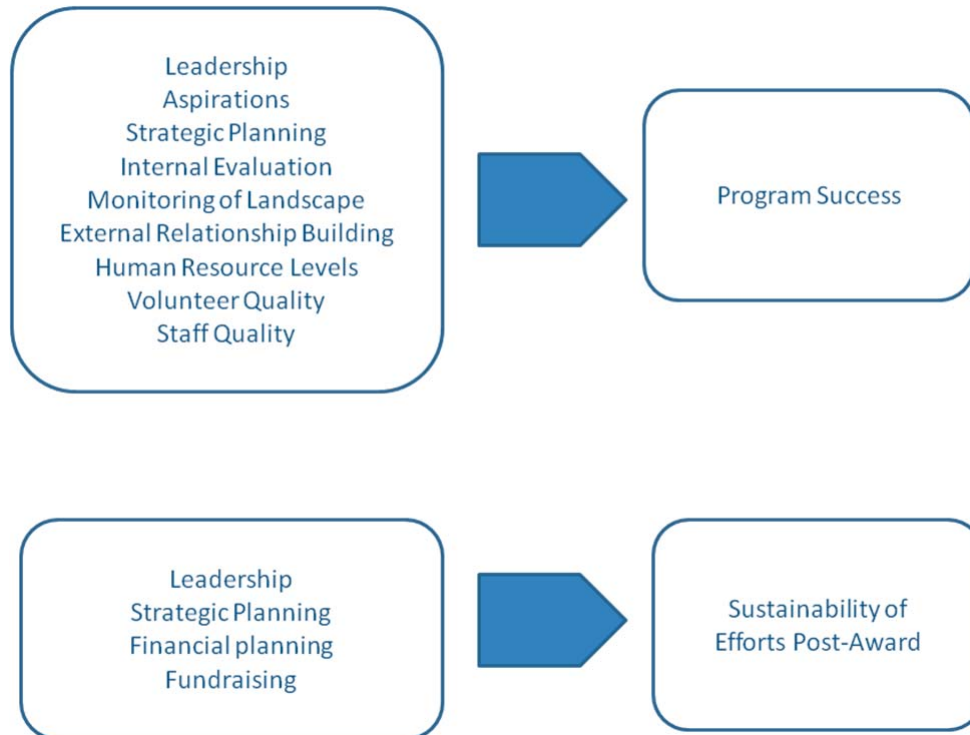 Leadership
Aspirations
Strategic Planning
Internal Evaluation
Monitoring of Landscape
External Relationship Building
Human Resource Levels
Volunteer Quality
Staff Quality
Program Success
Leadership
Strategic Planning
Financial planning
Fundraising
Sustainability of
Efforts Post-Award